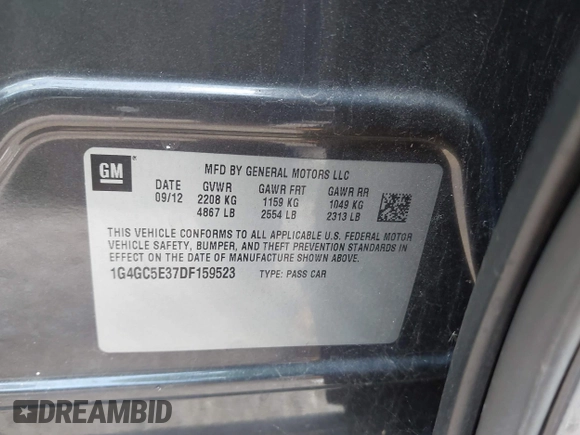 GM
MFD BY GENERAL MOTORS LLC
DATE GVWR GAWR FRT GAWR RR
09/12 2208 KG 1159 KG 1049 KG
4867 LB 2554 LB 2313 LB
THIS VEHICLE CONFORMS TO ALL APPLICABLE U.S. FEDERAL MOTOR
VEHICLE SAFETY, BUMPER, AND THEFT PREVENTION STANDARDS IN
EFFECT ON THE DATE OF MANUFACTURE SHOWN ABOVE.
1G4GC5E37DF159523 TYPE: PASS CAR
DREAMBID